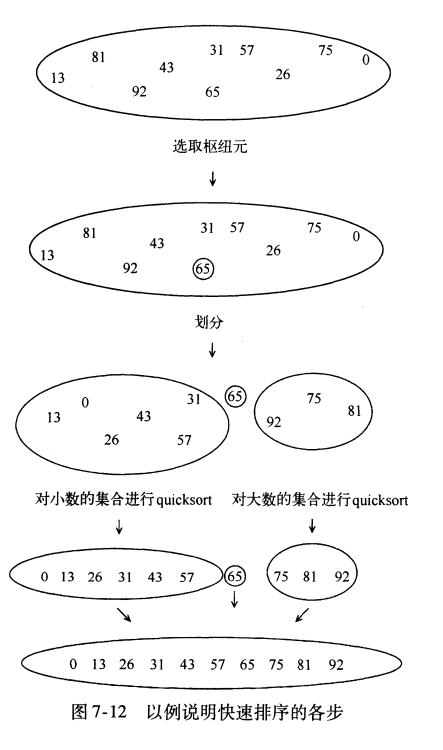 13 81 43 31 57 75 0
92 65 26
选取枢纽元
13 81 43 31 57 75 0
92 65 26
划分
13 0 43 31 65 75 81
26 57 92
对小数的集合进行quicksort 对大数的集合进行quicksort
0 13 26 31 43 57 65 75 81 92
0 13 26 31 43 57 65 75 81 92
图7-12 以例说明快速排序的各步